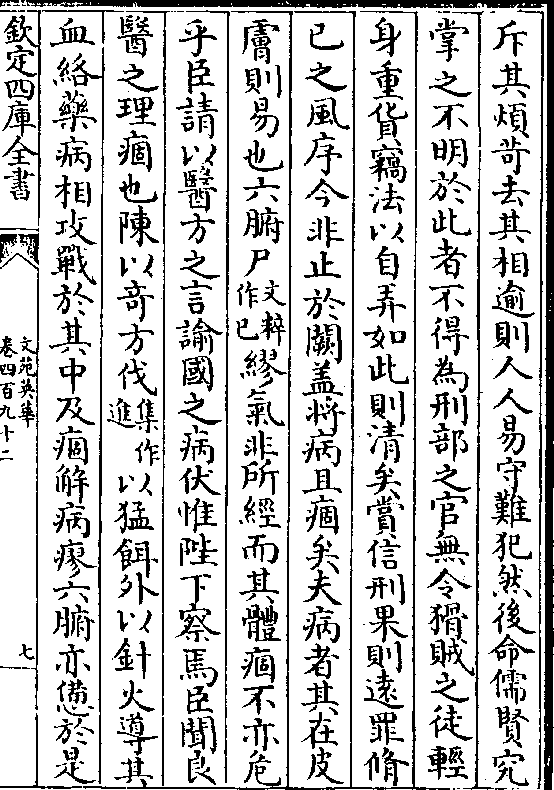 斥其煩苛去其相逾則人人易守難犯然後命儒賢究
掌之不明於此者不得為刑部之官無令猾賊之徒輕
身重貨竊法以自弄如此則清矣賞信刑果則遠罪脩
已之風序今非止於闕盖將病且痼矣夫病者其在皮
膚則易也六腑尸文粹作已繆氣非所經而其體痼不亦危
乎臣請以醫方之言諭國之病伏惟陛下察焉臣聞良
醫之理痼也陳以奇方伐集作進以猛餌外以針火導其
血絡藥病相攻戰於其中及痼解病瘳六腑亦憊於是
欽定四庫全書
文苑英華
卷四百九十二
七